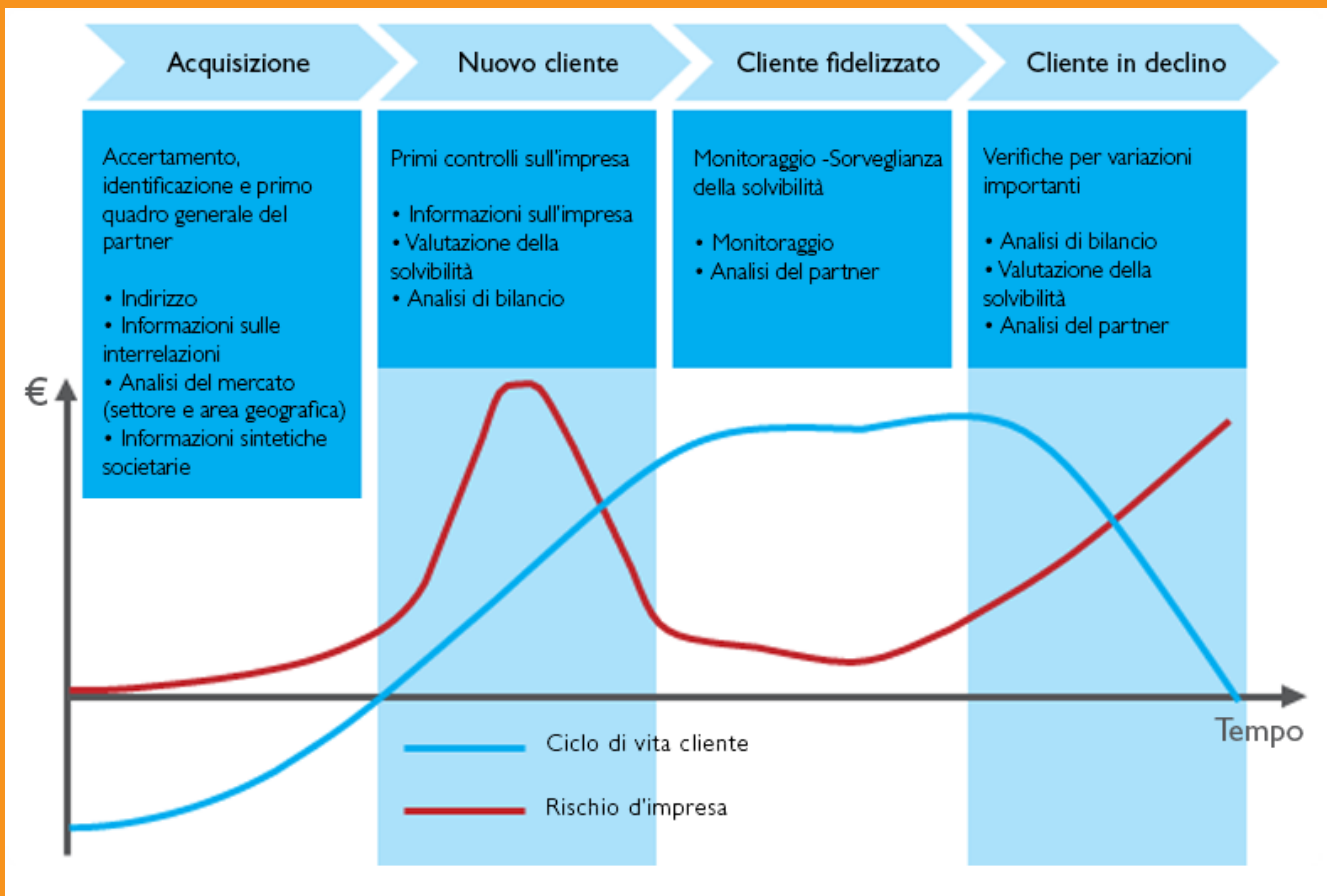 Acquisizione
Nuovo cliente
Cliente fidelizzato
Cliente in declino
Accertamento,
identificazione e primo
quadro generale del
partner
• Indirizzo
• Informazioni sulle
interrelazioni
• Analisi del mercato
(settore e area geografica)
• Informazioni sintetiche
societarie
Primi controlli sull'impresa
• Informazioni sull'impresa
• Valutazione della
solvibilità
• Analisi di bilancio
Monitoraggio -Sorveglianza
della solvibilità
• Monitoraggio
• Analisi del partner
Verifiche per variazioni
importanti
• Analisi di bilancio
• Valutazione della
solvibilità
• Analisi del partner
€
Tempo
Ciclo di vita cliente
Rischio d'impresa